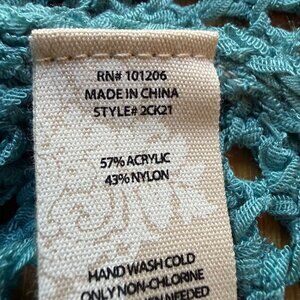 RN# 101206
MADE IN CHINA
STYLE# 2CK21
57% ACRYLIC
43% NYLON
HAND WASH COLD
ONLY NON-CHLORINE